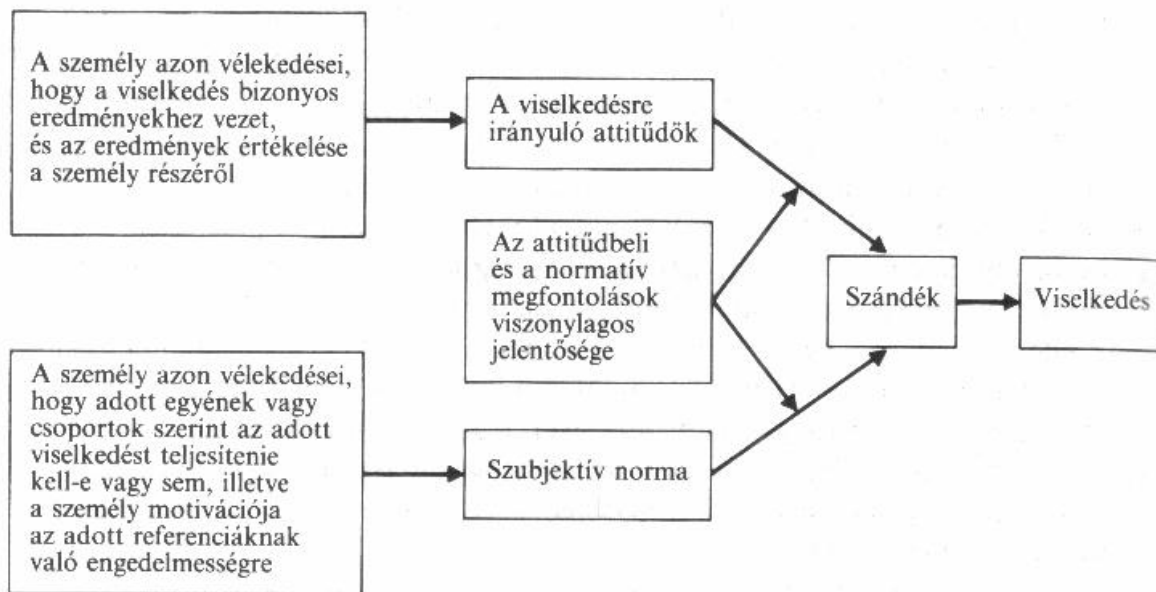 A személy azon vélekedései,
hogy a viselkedés bizonyos
eredményekhez vezet,
és az eredmények értékelése
a személy részéről
A viselkedésre
irányuló attitűdök
Az attitűdbeli
és a normatív
megfontolások
viszonylagos
jelentősége
Szándék
Viselkedés
A személy azon vélekedései,
hogy adott egyének vagy
csoportok szerint az adott
viselkedést teljesítenie
kell-e vagy sem, illetve
a személy motivációja
az adott referenciáknak
való engedelmességre
Szubjektív norma